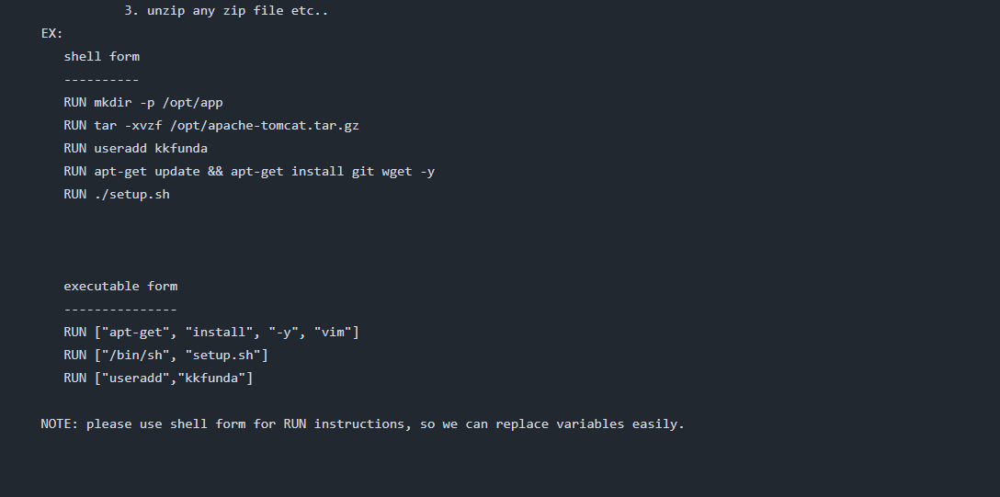 3. unzip any zip file etc..
EX:
shell form
----------
RUN mkdir -p /opt/app
RUN tar -xvzf /opt/apache-tomcat.tar.gz
RUN useradd kkfunda
RUN apt-get update && apt-get install git wget -y
RUN ./setup.sh
executable form
---------------
RUN ["apt-get", "install", "-y", "vim"]
RUN ["/bin/sh", "setup.sh"]
RUN ["useradd","kkfunda"]
NOTE: please use shell form for RUN instructions, so we can replace variables easily.